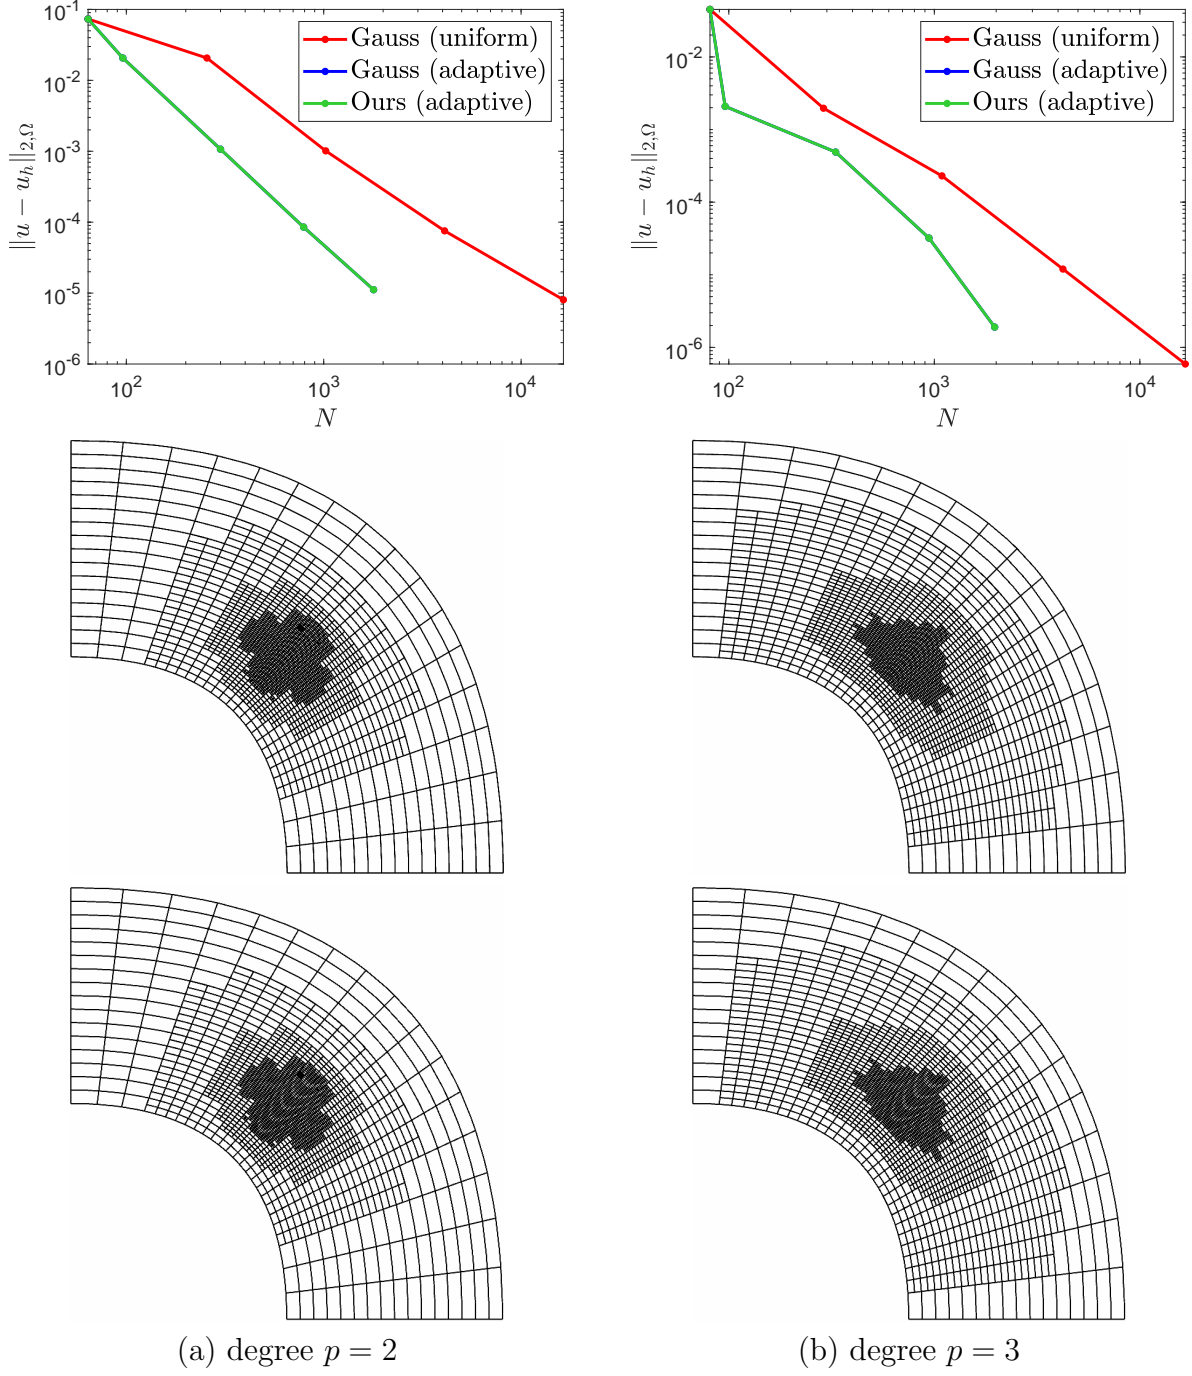 10^-1
10^-2
10^-3
10^-4
10^-5
10^-6
||u − u_h||_{2,Ω}
Gauss (uniform)
Gauss (adaptive)
Ours (adaptive)
10^2 10^3 10^4
N
10^-2
10^-4
10^-6
||u − u_h||_{2,Ω}
Gauss (uniform)
Gauss (adaptive)
Ours (adaptive)
10^2 10^3 10^4
N
(a) degree p = 2
(b) degree p = 3